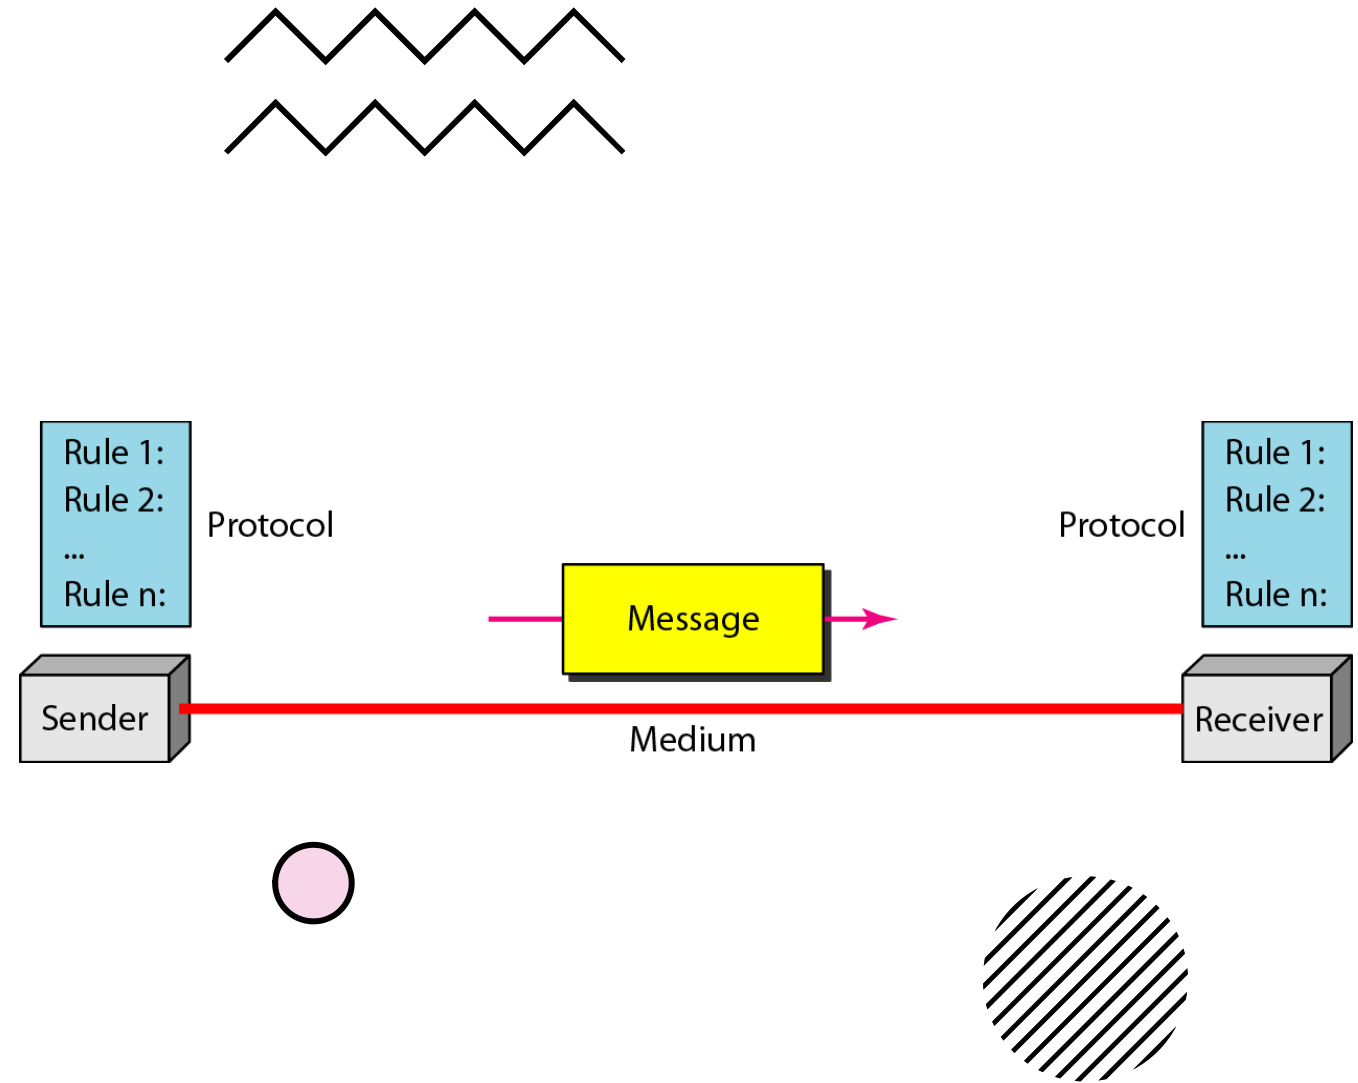 Rule 1:
Rule 2:
...
Rule n:
Protocol
Protocol
Rule 1:
Rule 2:
...
Rule n:
Message
Sender
Medium
Receiver